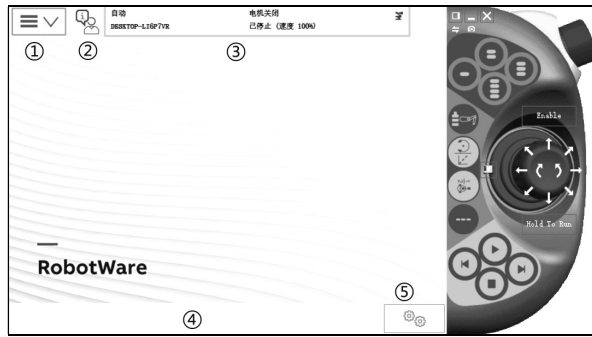 自动
电机关闭
DESKTOP-LI6P7VR
已停止 (速度 100%)
①
②
③
Enable
Hold To Run
RobotWare
④
⑤